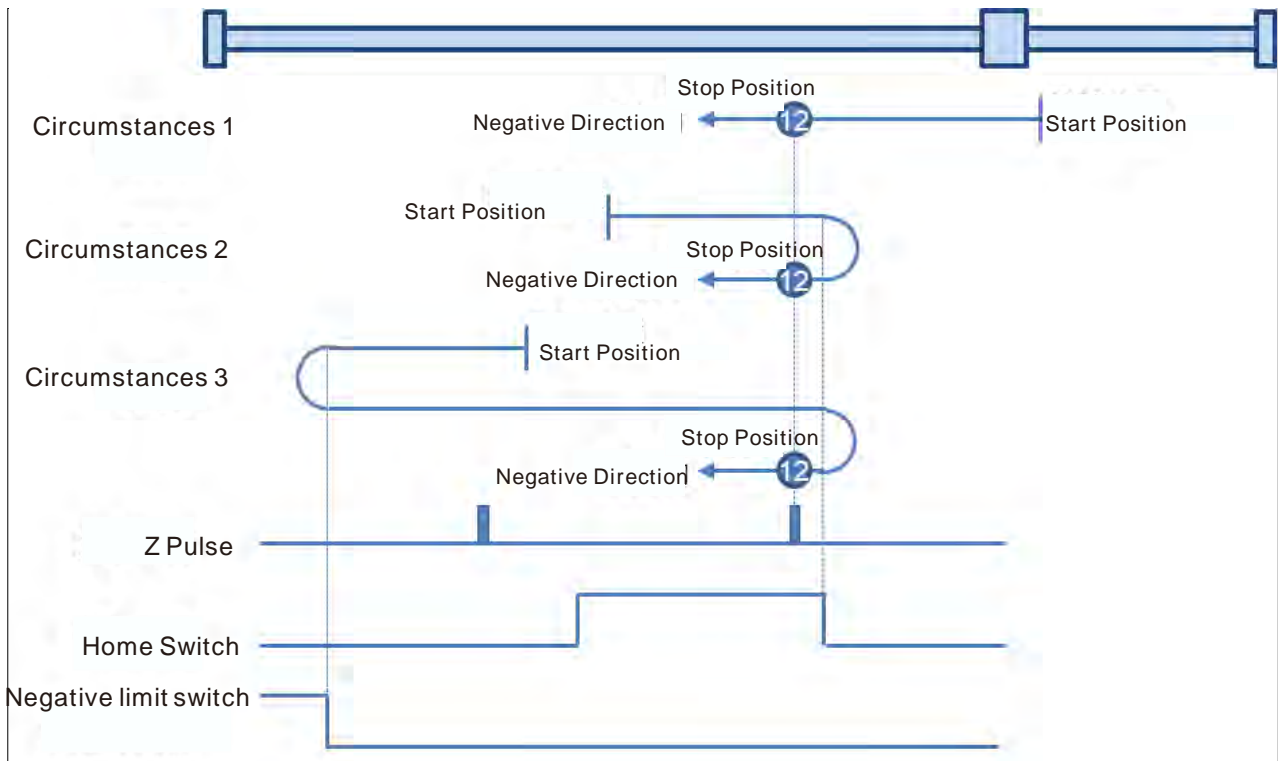 Stop Position
Circumstances 1
Negative Direction
12
Start Position
Start Position
Circumstances 2
Stop Position
Negative Direction
12
Start Position
Circumstances 3
Stop Position
Negative Direction
12
Z Pulse
Home Switch
Negative limit switch